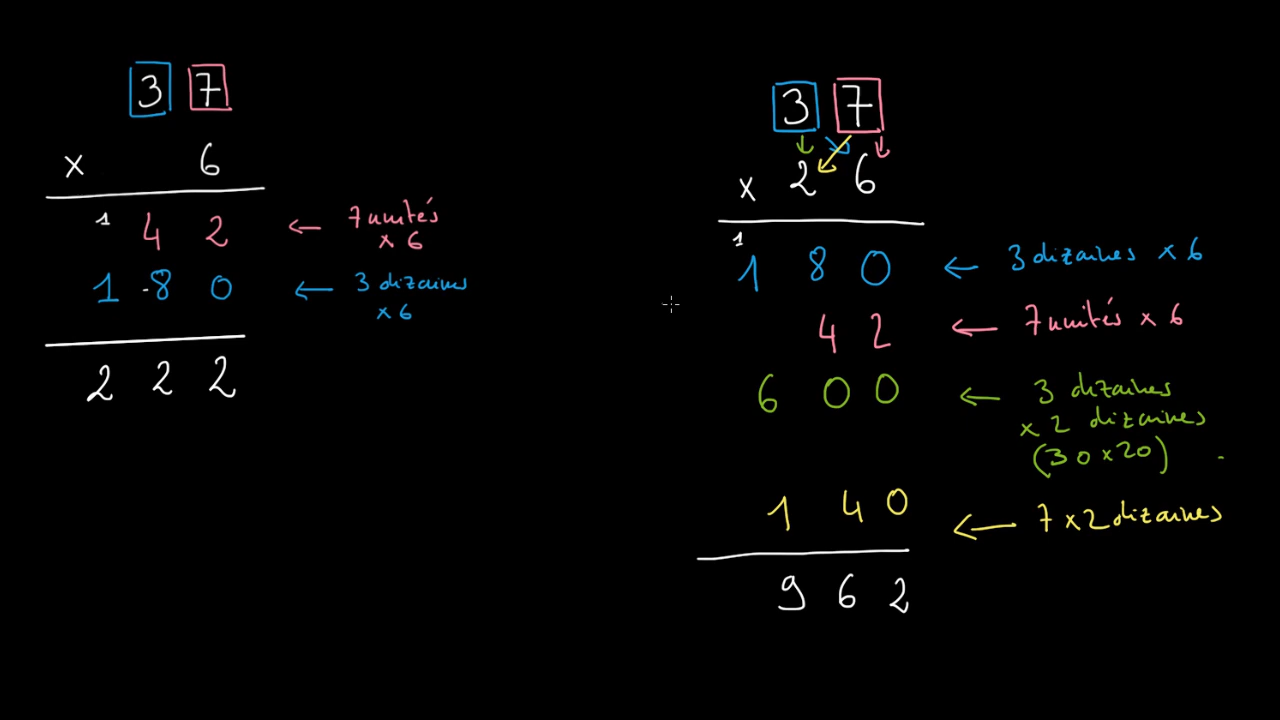 3 7
x 6
1
4 2 ← 7 unités
x 6
1 8 0 ← 3 dizaines
x 6
2 2 2
3 7
x 2 6
1
1 8 0 ← 3 dizaines x 6
4 2 ← 7 unités x 6
6 0 0 ← 3 dizaines
x 2 dizaines
(30 x 20)
1 4 0 ← 7 x 2 dizaines
9 6 2